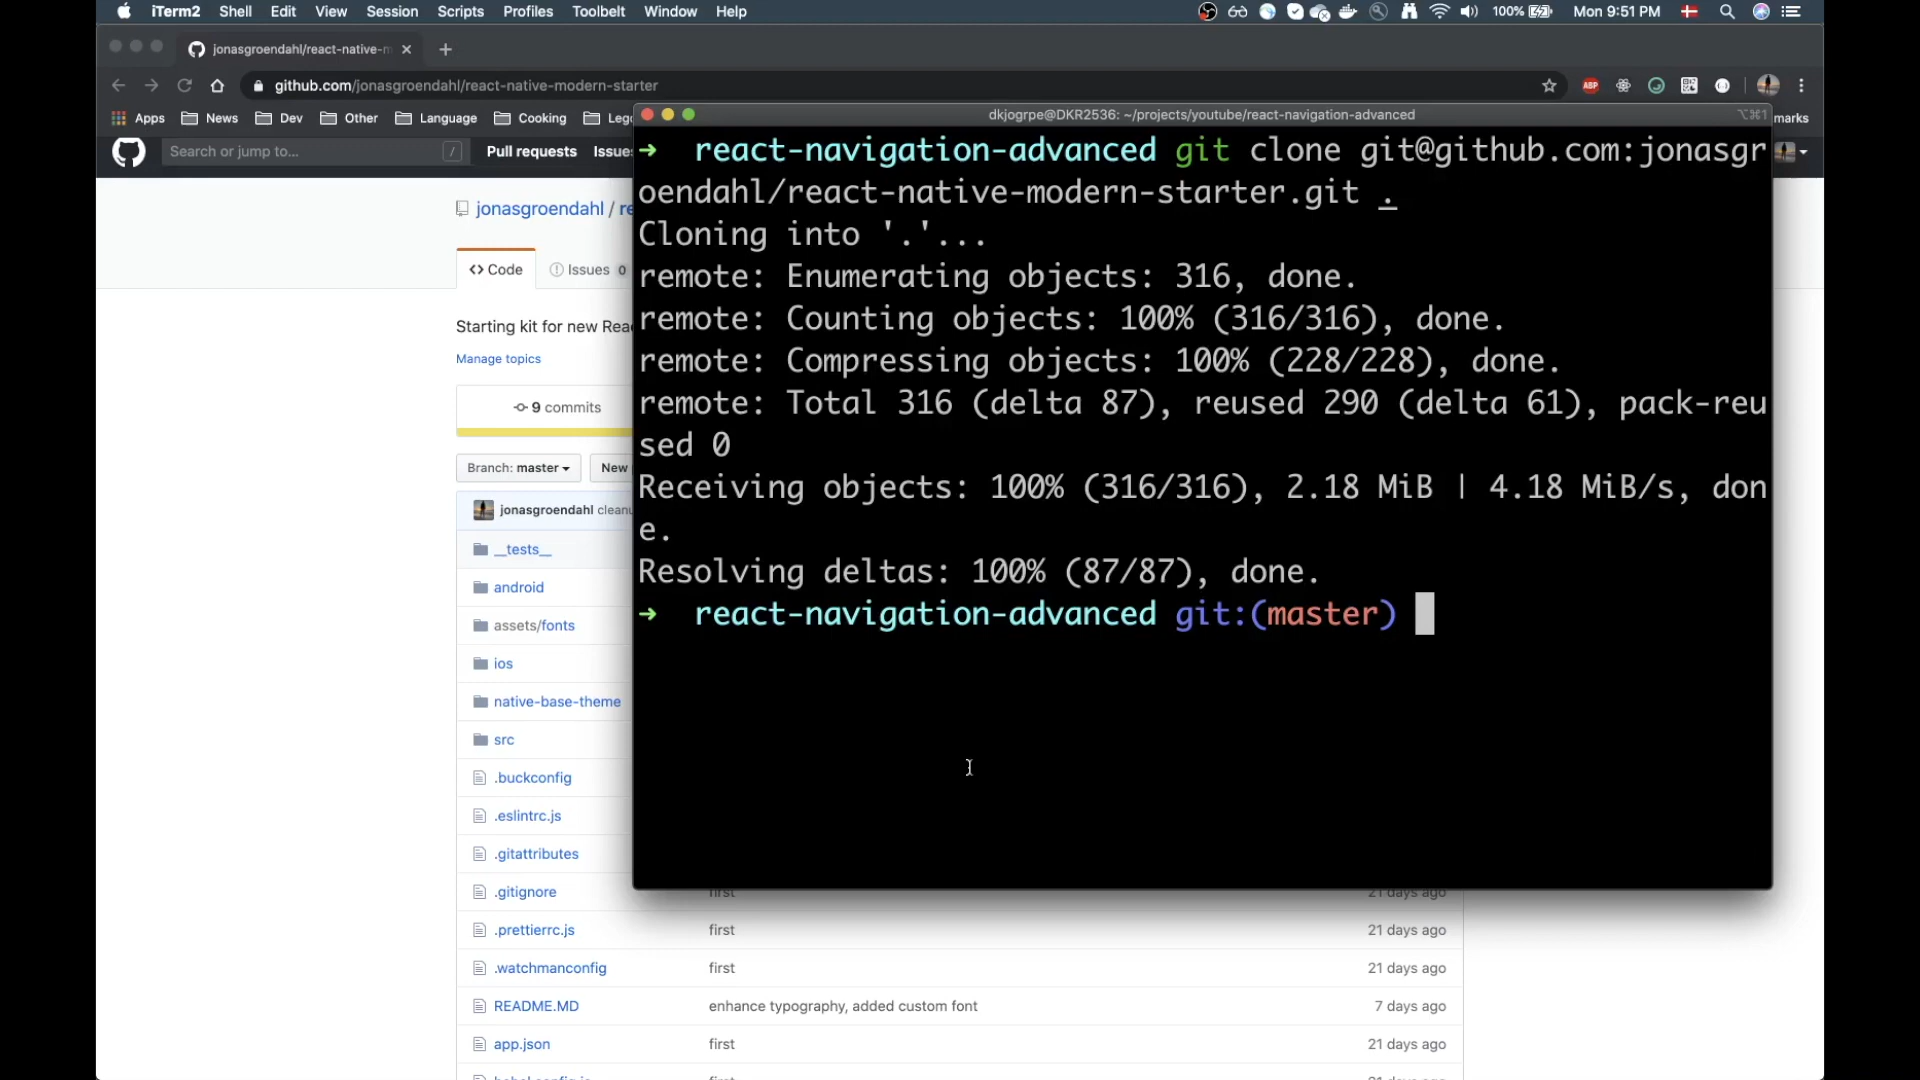 iTerm2 Shell Edit View Session Scripts Profiles Toolbelt Window Help 100% Mon 9:51 PM
jonasgroendahl/react-native-m
github.com/jonasgroendahl/react-native-modern-starter ABP
Apps News Dev Other Language Cooking marks
dkjogrpe@DKR2536: ~/projects/youtube/react-navigation-advanced ⌥⌘1
Search or jump to... / Pull requests
jonasgroendahl /
<> Code Issues 0
Starting kit for new
Manage topics
9 commits
Branch: master New
jonasgroendahl
__tests__
android
assets/fonts
ios
native-base-theme
src
.buckconfig
.eslintrc.js
.gitattributes
.gitignore first 21 days ago
.prettierrc.js first 21 days ago
.watchmanconfig first 21 days ago
README.MD enhance typography, added custom font 7 days ago
app.json first 21 days ago
➜ react-navigation-advanced git clone git@github.com:jonasgr
oendahl/react-native-modern-starter.git .
Cloning into '.'...
remote: Enumerating objects: 316, done.
remote: Counting objects: 100% (316/316), done.
remote: Compressing objects: 100% (228/228), done.
remote: Total 316 (delta 87), reused 290 (delta 61), pack-reu
sed 0
Receiving objects: 100% (316/316), 2.18 MiB | 4.18 MiB/s, don
e.
Resolving deltas: 100% (87/87), done.
➜ react-navigation-advanced git:(master)